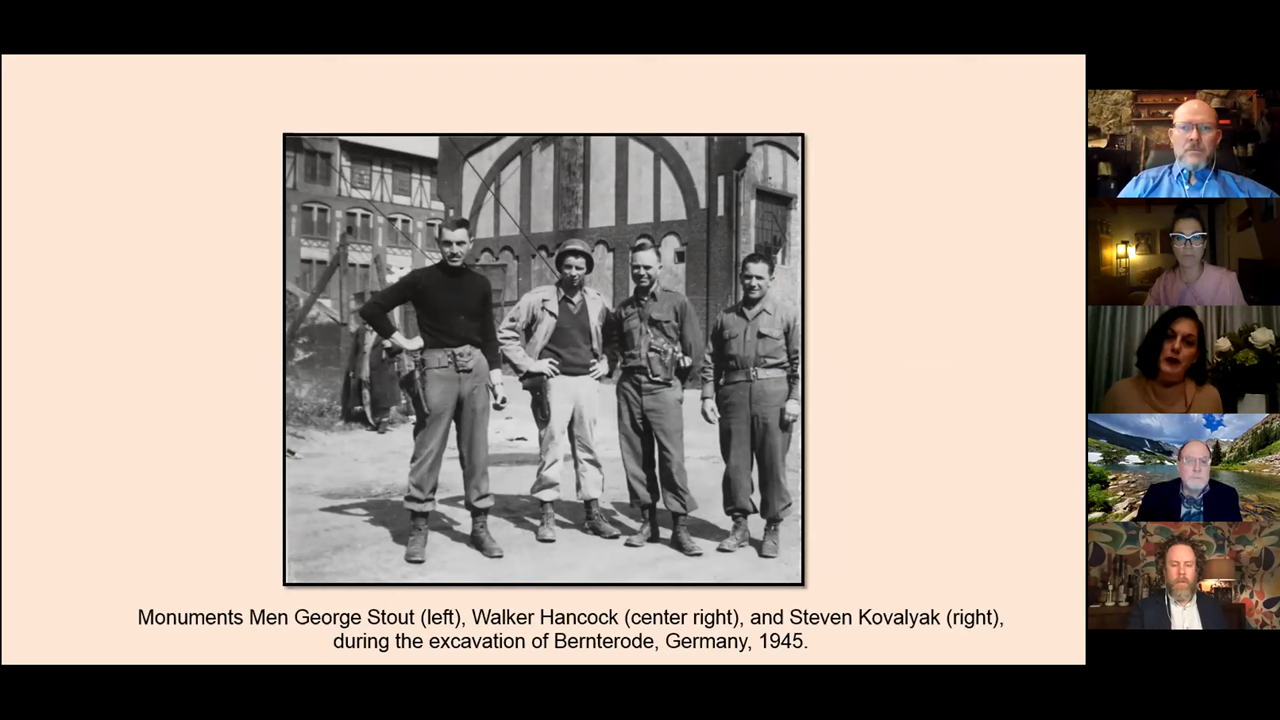 Monuments Men George Stout (left), Walker Hancock (center right), and Steven Kovalyak (right),
during the excavation of Bernterode, Germany, 1945.